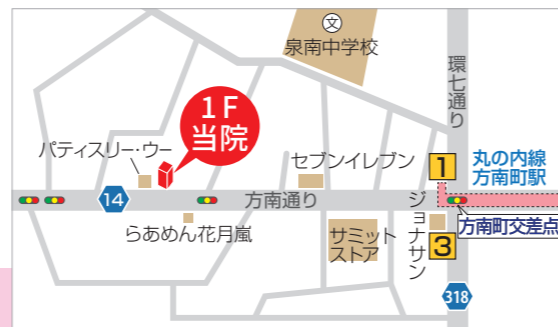 文
泉南中学校
環七通り
1F
当院
パティスリー・ウー
セブンイレブン
1
丸の内線
方南町駅
14
方南通り
ジョナサン
方南町交差点
らあめん花月嵐
サミット
ストア
3
318